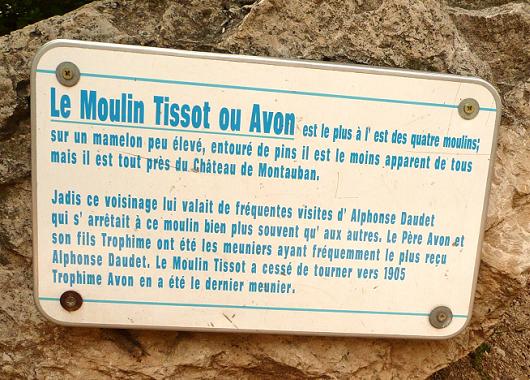 Le Moulin Tissot ou Avon est le plus à l' est des quatre moulins;
sur un mamelon peu élevé, entouré de pins il est le moins apparent de tous
mais il est tout près du Château de Montauban.
Jadis ce voisinage lui valait de fréquentes visites d' Alphonse Daudet
qui s' arrêtait à ce moulin bien plus souvent qu' aux autres. Le Père Avon et
son fils Trophime ont été les meuniers ayant fréquemment le plus reçu
Alphonse Daudet. Le Moulin Tissot a cessé de tourner vers 1905
Trophime Avon en a été le dernier meunier.